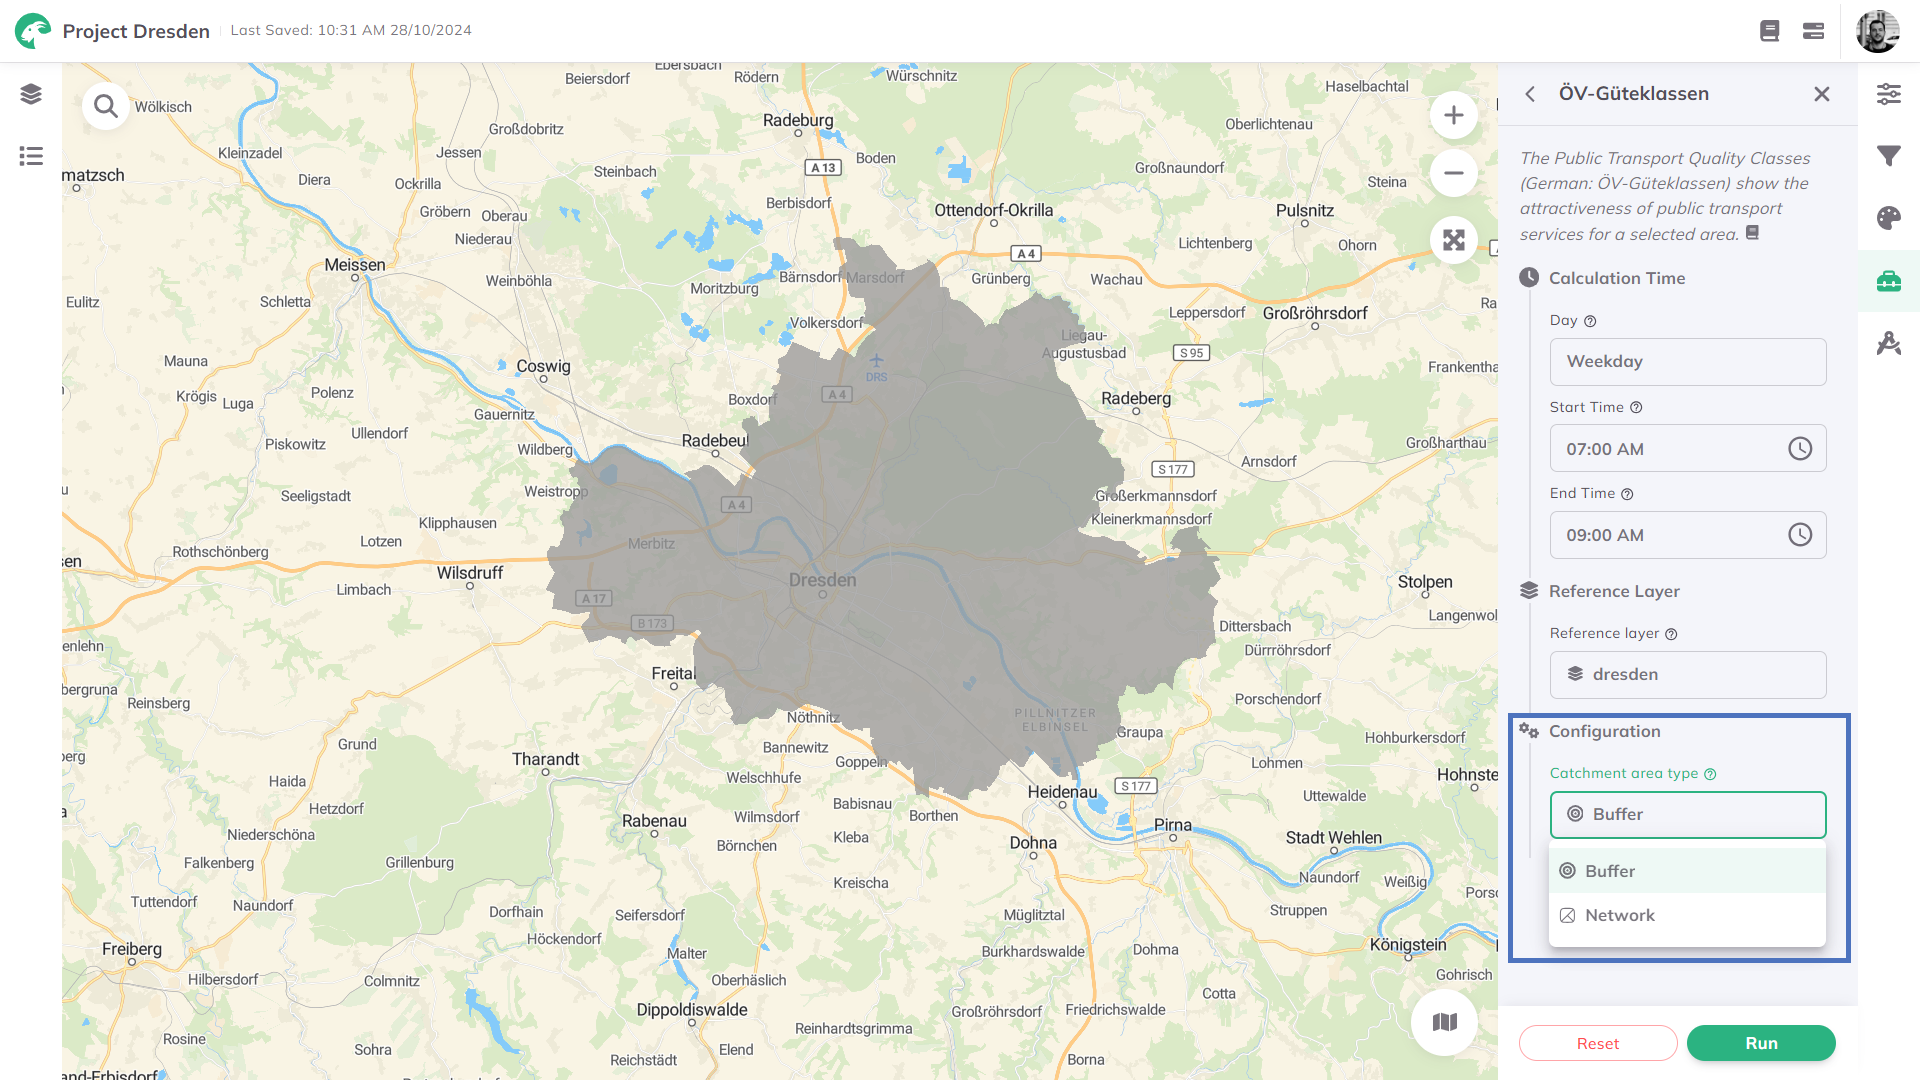 Project Dresden
Last Saved: 10:31 AM 28/10/2024
Ebersbach
Beiersdorf
Rödern
Würschnitz
Haselbachtal
Wölkisch
Radeburg
Großdobritz
Oberlichtenau
Kleinzadel
Jessen
Steinbach
A 13
Boden
Großnaundorf
matzsch
Diera
Ockrilla
Steina
Gröbern
Oberau
Berbisdorf
Ottendorf-Okrilla
Pulsnitz
Niederau
Lichtenberg
Ohorn
A 4
Meissen
Weinböhla
Bärnsdorf
Marsdorf
Grünberg
Wachau
Eulitz
Schletta
Moritzburg
Ra
Volkersdorf
Leppersdorf
Großröhrsdorf
Liegau-
Augustusbad
S 95
Mauna
Coswig
DRS
Frankentha
Polenz
Krögis
Luga
Boxdorf
A 4
Radeberg
Gauernitz
Ullendorf
Piskowitz
Wildberg
Radebeul
Großharthau
Arnsdorf
S 177
Seeligstadt
Weistropp
A 4
Großerkmannsdorf
Klipphausen
Kleinerkmannsdorf
Lotzen
Rothschönberg
Merbitz
sen
Wilsdruff
Dresden
Stolpen
Limbach
A 17
Langenwol
B 173
Dittersbach
enlehn
Dürrröhrsdorf
Freital
bergruna
Reinsberg
Porschendorf
Nöthnitz
PILLNITZER
ELBINSEL
Graupa
Grund
Bannewitz
Hohburkersdorf
berg
Tharandt
Goppeln
Lohmen
Haida
Welschhufe
Heidenau
S 177
Hohnste
Hetzdorf
Babisnau
Uttewalde
Rabenau
Wilmsdorf
Borthen
Pirna
Niederschöna
Kleba
Stadt Wehlen
Börnchen
Dohna
Falkenberg
Grillenburg
Naundorf
Weißig
Kreischa
Porsc
Tuttendorf
Naundorf
Dorfhain
Seifersdorf
Müglitztal
Struppen
Höckendorf
Freiberg
Malter
Burkhardswalde
Dohma
Königstein
Hilbersdorf
Colmnitz
Oberhäslich
Gohrisch
Cotta
Dippoldiswalde
Großröhrsdorf
Friedrichswalde
Reinhardtsgrimma
Rosine
Sohra
Elend
Reichstädt
Borna
and-Erbisdorf
ÖV-Güteklassen
The Public Transport Quality Classes
(German: ÖV-Güteklassen) show the
attractiveness of public transport
services for a selected area.
Calculation Time
Day
Weekday
Start Time
07:00 AM
End Time
09:00 AM
Reference Layer
Reference layer
dresden
Configuration
Catchment area type
Buffer
Buffer
Network
Reset
Run